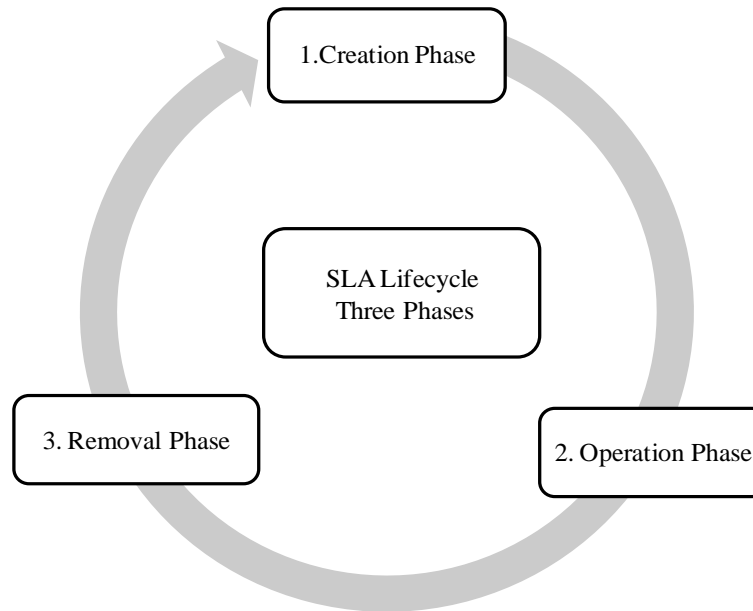 1.Creation Phase
SLA Lifecycle
Three Phases
3. Removal Phase
2. Operation Phase